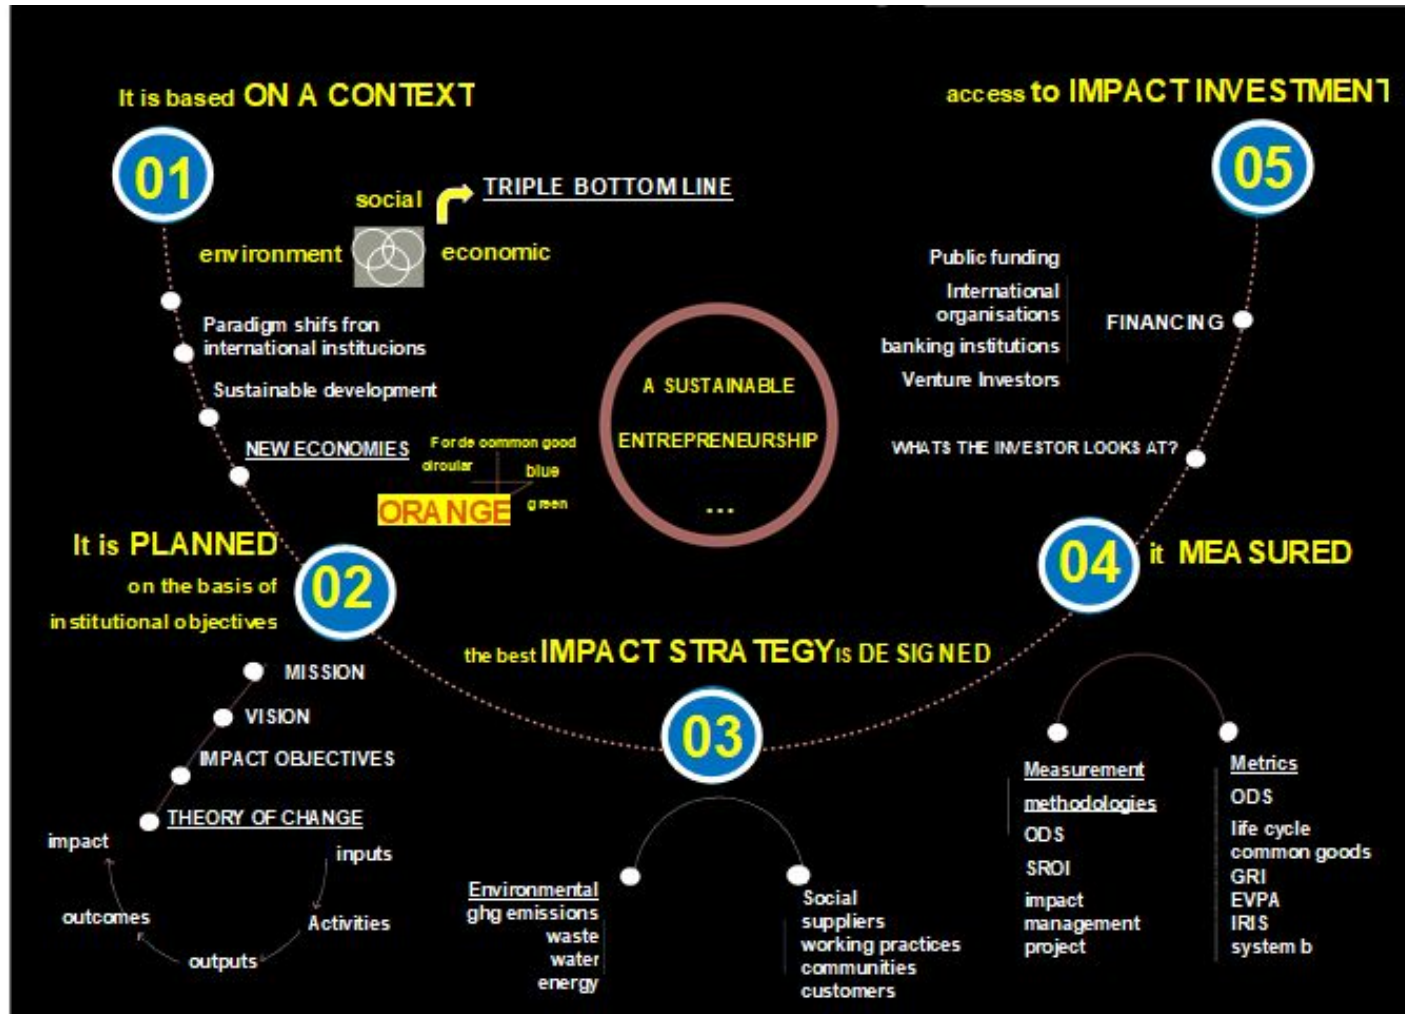 It is based ON A CONTEXT
01
social
TRIPLE BOTTOM LINE
environment
economic
Paradigm shifs fron
international institucions
Sustainable development
NEW ECONOMIES
For de common good
ciroular
blue
ORANGE
green
It is PLANNED
on the basis of
institutional objectives
02
MISSION
VISION
IMPACT OBJECTIVES
THEORY OF CHANGE
impact
inputs
outcomes
Activities
outputs
A SUSTAINABLE
ENTREPRENEURSHIP
...
the best IMPACT STRATEGY IS DESIGNED
03
Environmental
ghg emissions
waste
water
energy
Social
suppliers
working practices
communities
customers
04
it MEASURED
Measurement
methodologies
ODS
SROI
impact
management
project
Metrics
ODS
life cycle
common goods
GRI
EVPA
IRIS
system b
access to IMPACT INVESTMENT
05
Public funding
International
organisations
banking institutions
Venture Investors
FINANCING
WHATS THE INVESTOR LOOKS AT?